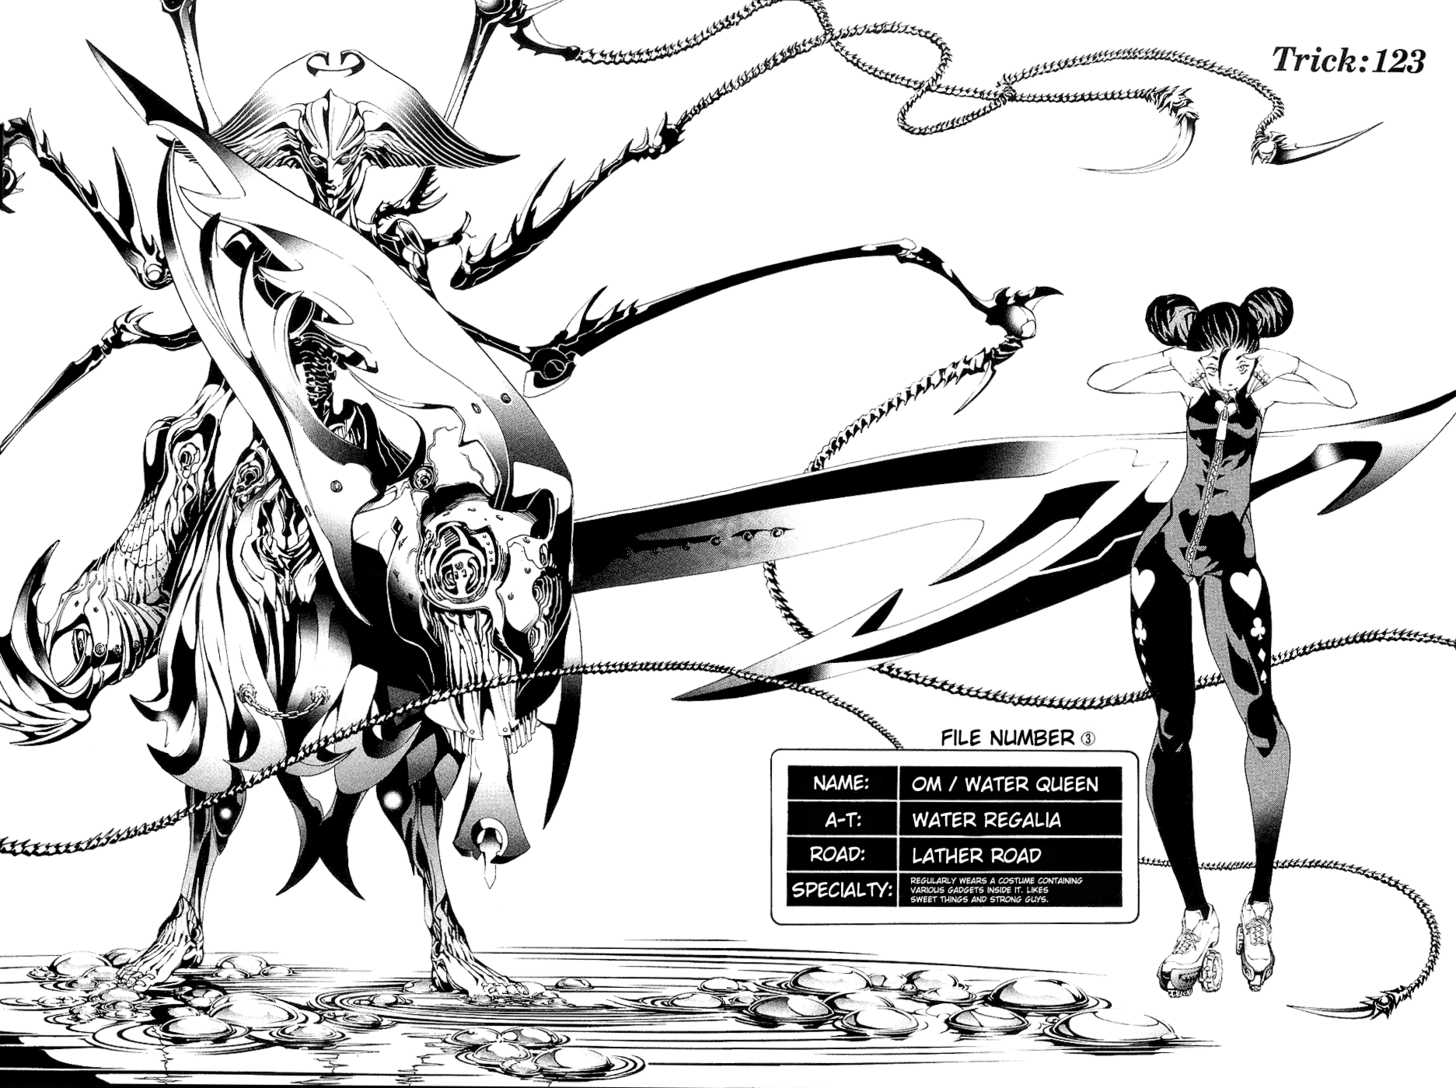 Trick:123
FILE NUMBER ③
NAME: OM / WATER QUEEN
A-T: WATER REGALIA
ROAD: LATHER ROAD
SPECIALTY: REGULARLY WEARS A COSTUME CONTAINING
VARIOUS GADGETS INSIDE IT. LIKES
SWEET THINGS AND STRONG GUYS.